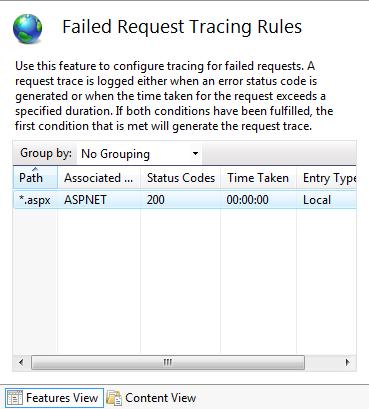 Failed Request Tracing Rules
Use this feature to configure tracing for failed requests. A
request trace is logged either when an error status code is
generated or when the time taken for the request exceeds a
specified duration. If both conditions have been fulfilled, the
first condition that is met will generate the request trace.
Group by: No Grouping
Path Associated ... Status Codes Time Taken Entry Type
*.aspx ASPNET 200 00:00:00 Local
Features View Content View